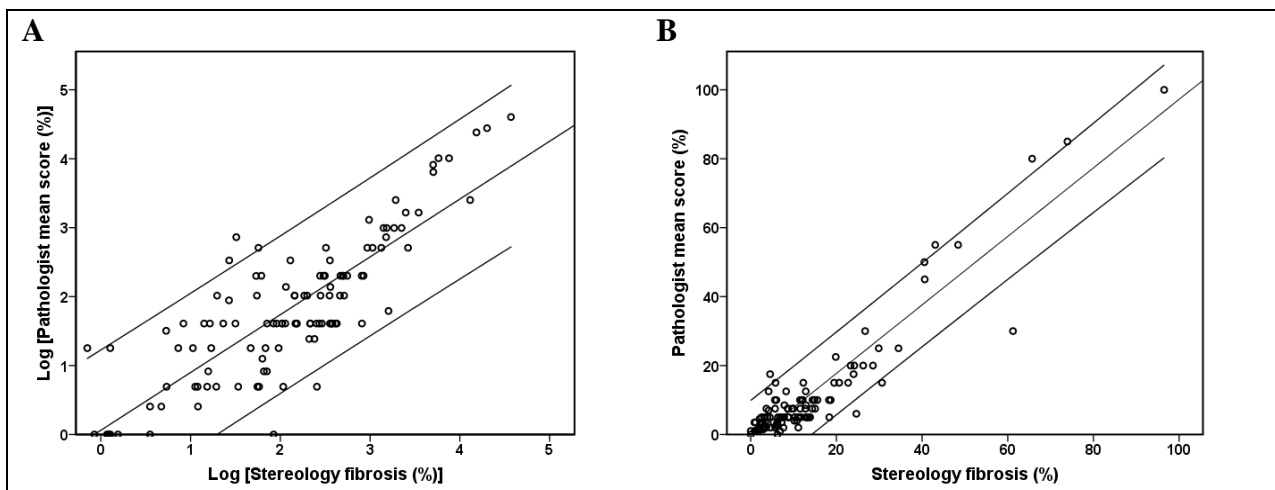 A
B
Log [Pathologist mean score (%)]
5
4
3
2
1
0
0 1 2 3 4 5
Log [Stereology fibrosis (%)]
Pathologist mean score (%)
100
80
60
40
20
0
0 20 40 60 80 100
Stereology fibrosis (%)